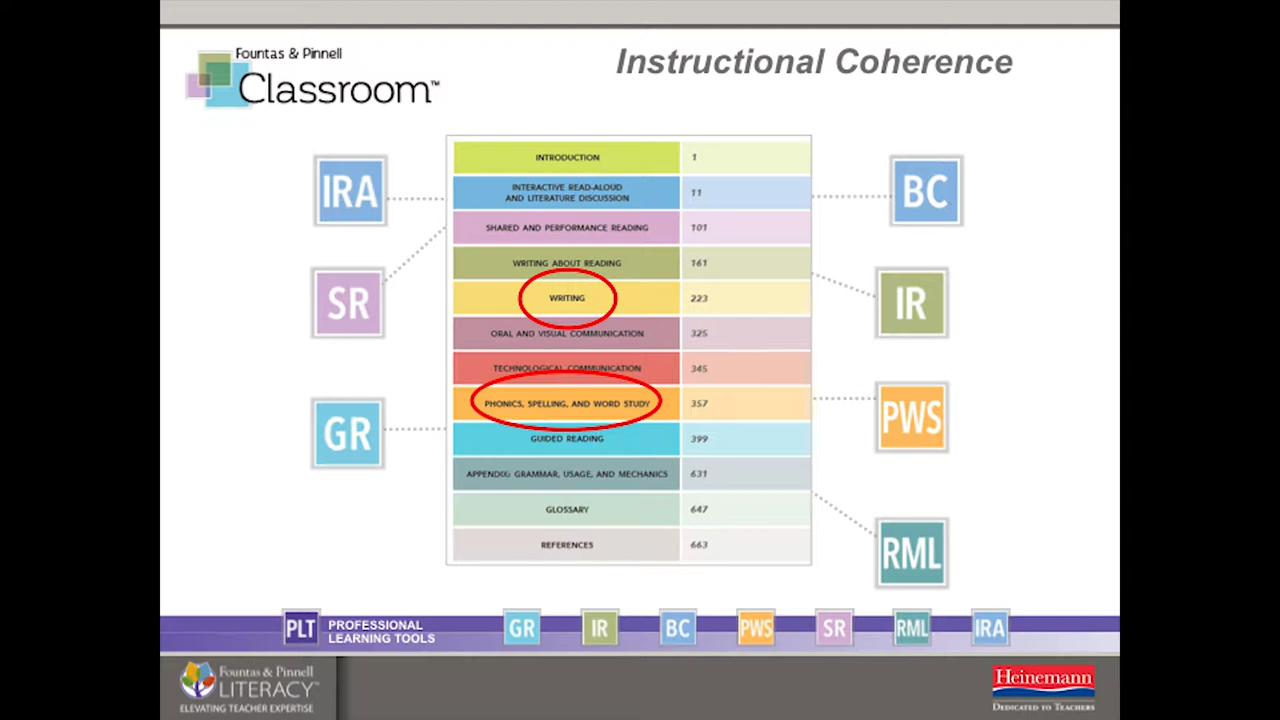 Fountas & Pinnell
Classroom™
Instructional Coherence
IRA
SR
GR
INTRODUCTION 1
INTERACTIVE READ-ALOUD
AND LITERATURE DISCUSSION 11
SHARED AND PERFORMANCE READING 101
WRITING ABOUT READING 161
WRITING 223
ORAL AND VISUAL COMMUNICATION 325
TECHNOLOGICAL COMMUNICATION 345
PHONICS, SPELLING, AND WORD STUDY 357
GUIDED READING 399
APPENDIX: GRAMMAR, USAGE, AND MECHANICS 631
GLOSSARY 647
REFERENCES 663
BC
IR
PWS
RML
PLT
PROFESSIONAL
LEARNING TOOLS
GR IR BC PWS SR RML IRA
Fountas & Pinnell
LITERACY™
ELEVATING TEACHER EXPERTISE
Heinemann
DEDICATED TO TEACHERS